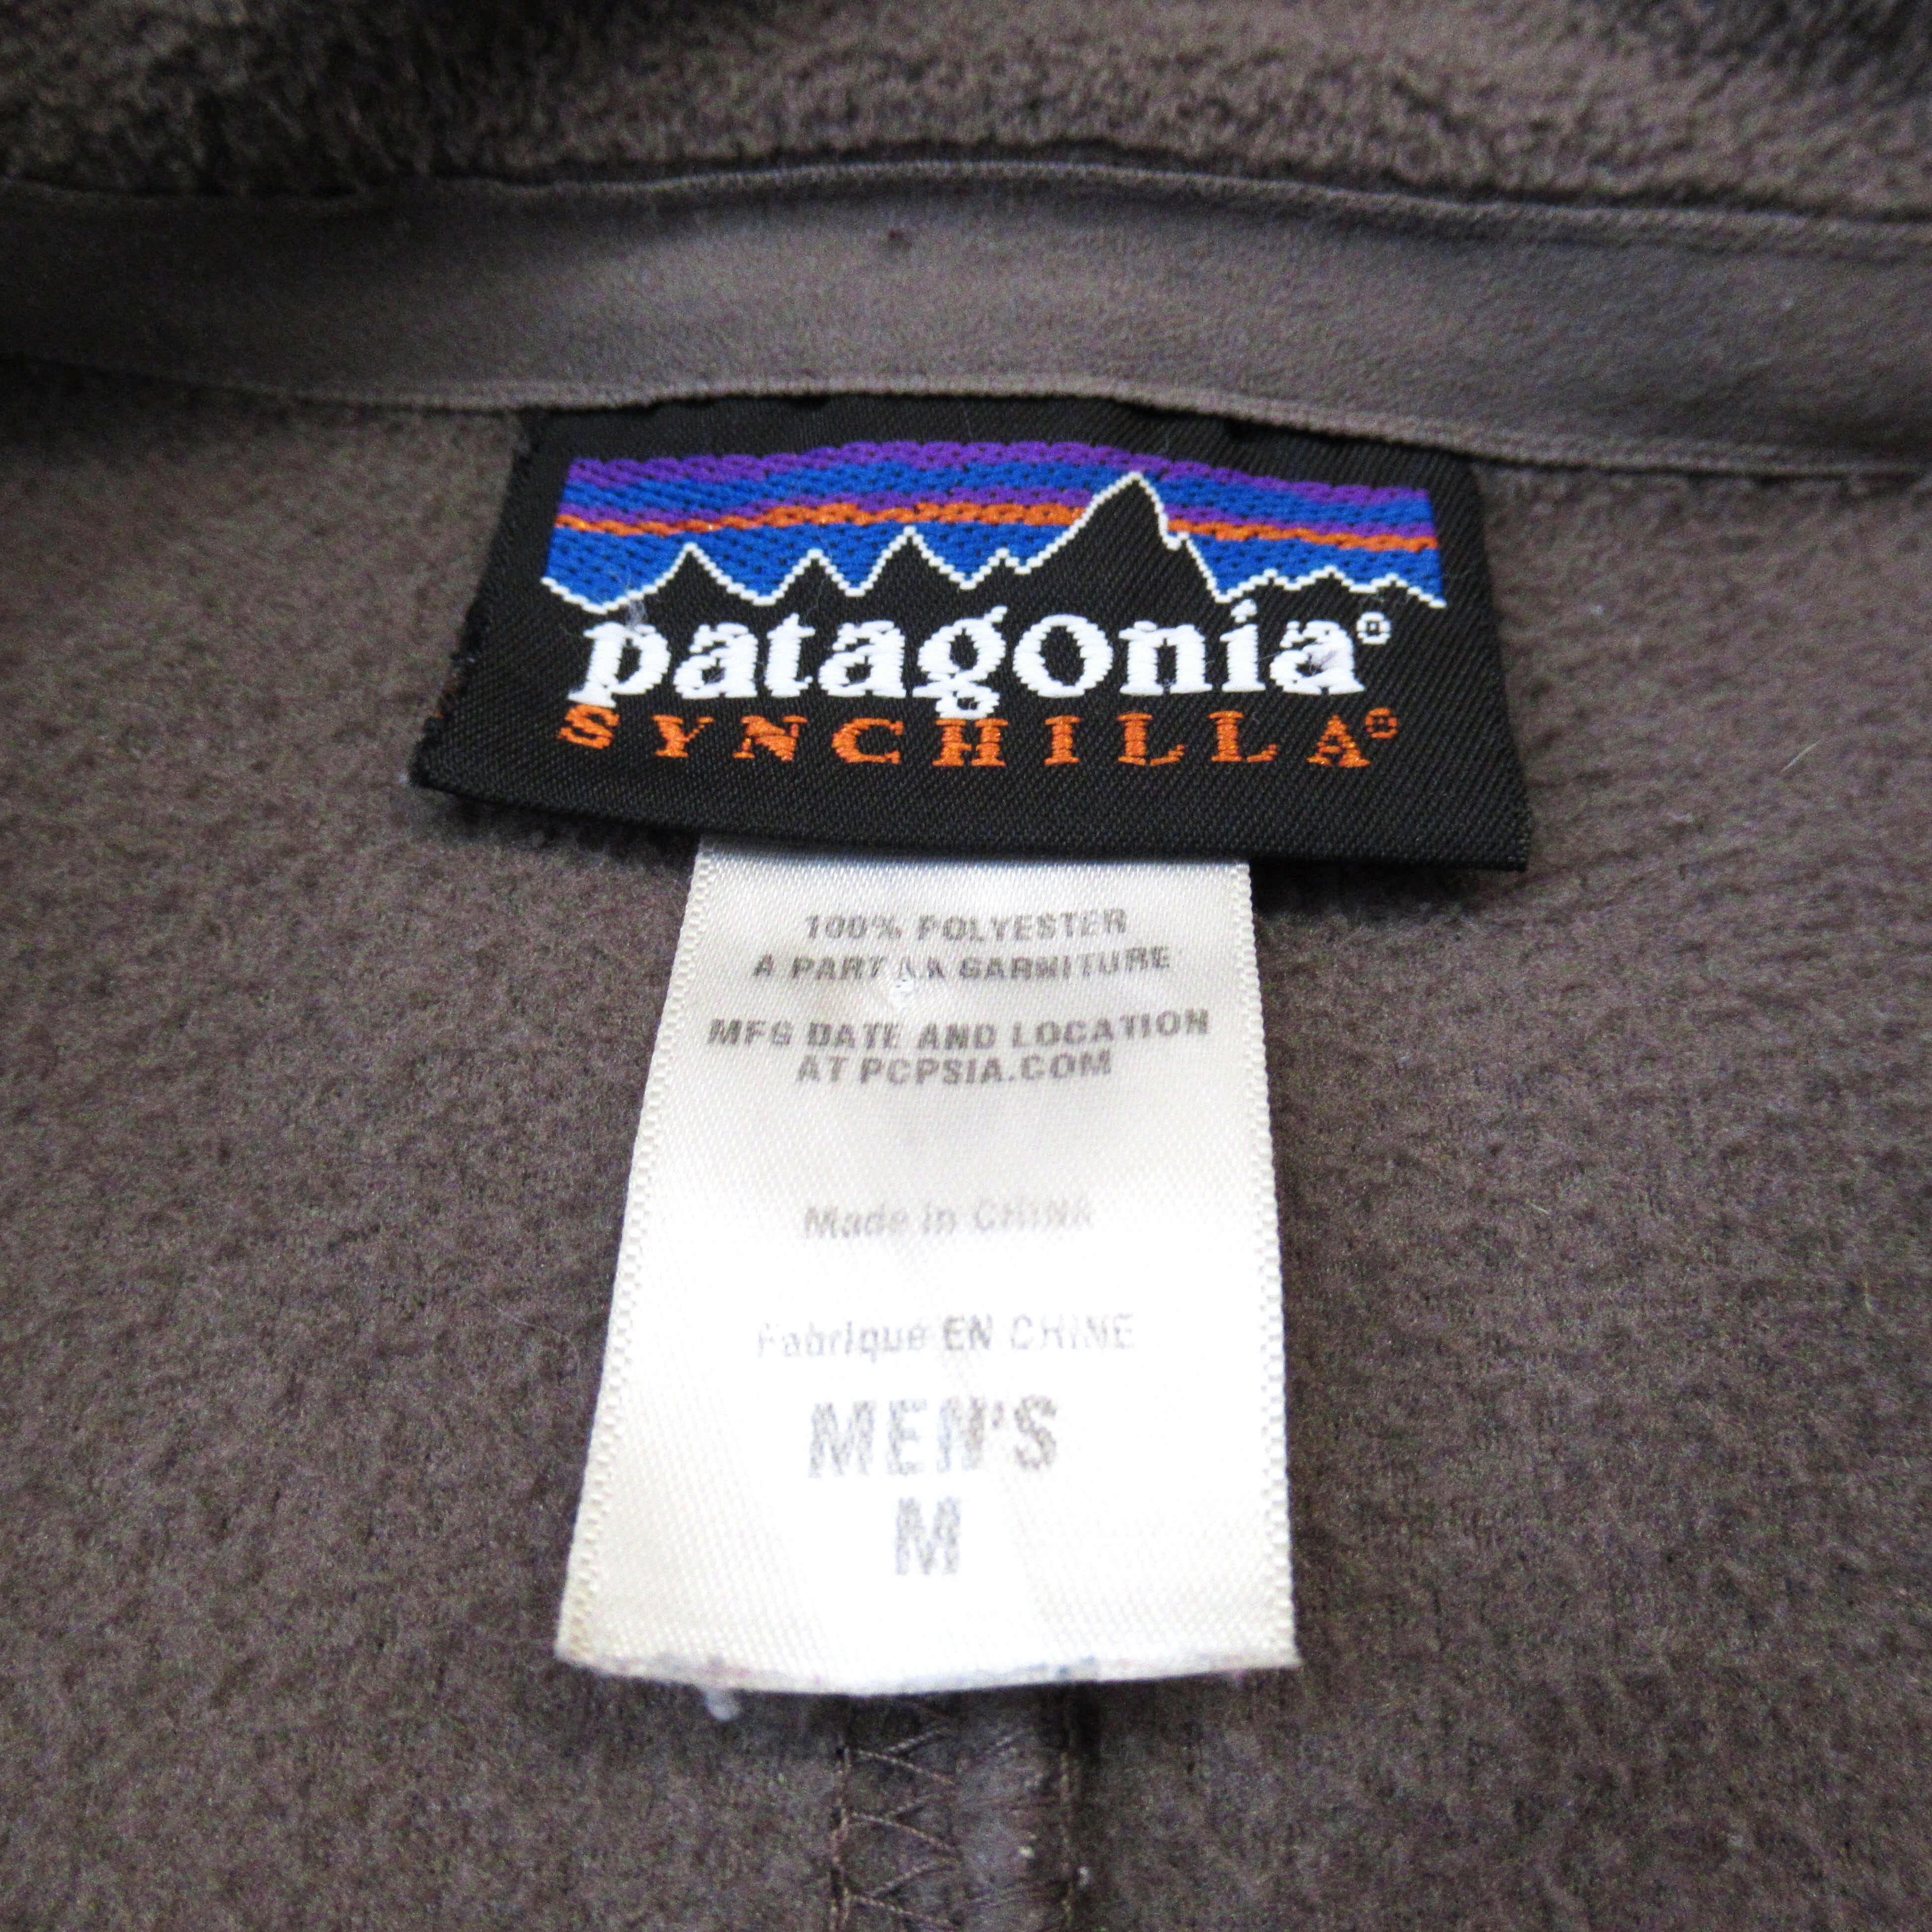 patagonia®
SYNCHILLA®
100% POLYESTER
A PART LA GARNITURE
MFG DATE AND LOCATION
AT PCPSIA.COM
Made in CHINA
Fabriqué EN CHINE
MEN'S
M